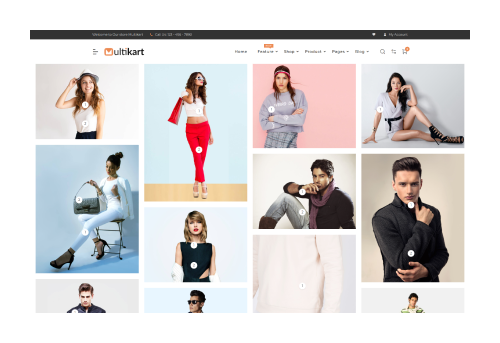 Welcome to Our store Multikart
Call Us: 123 - 456 - 7890
My Account
Multikart
Home
Feature
Shop
Product
Pages
Blog